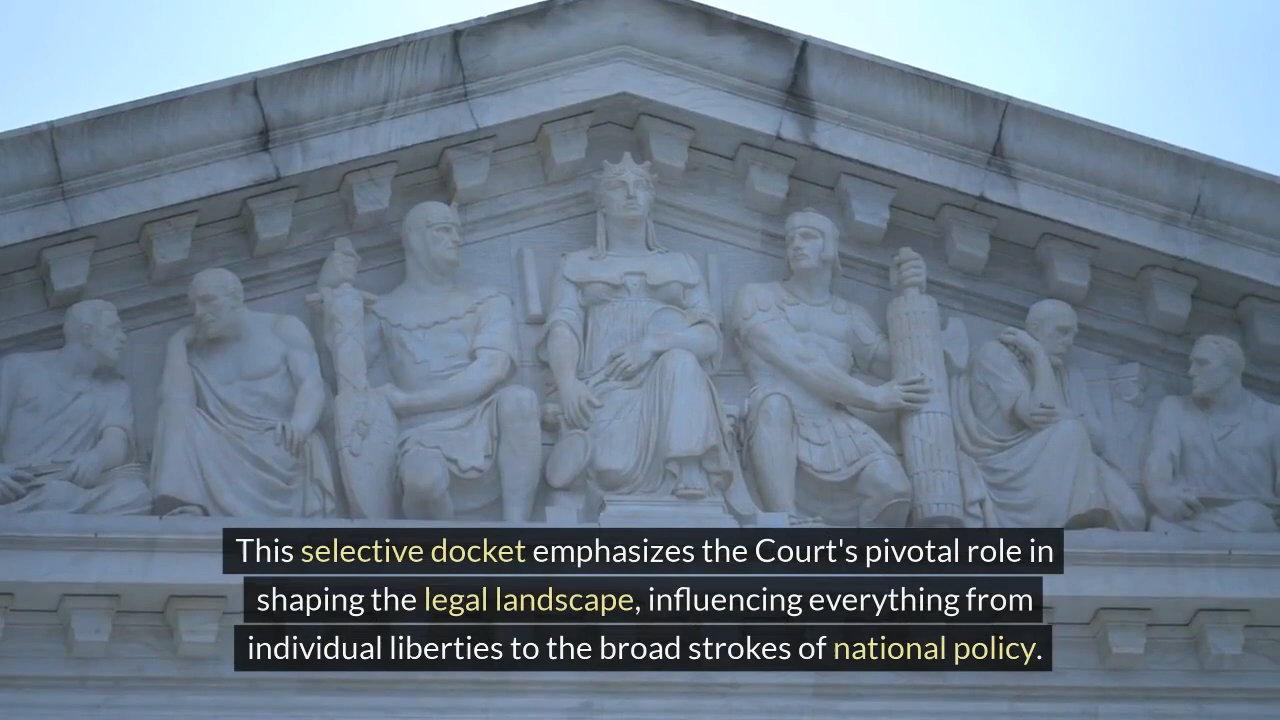 This selective docket emphasizes the Court's pivotal role in
shaping the legal landscape, influencing everything from
individual liberties to the broad strokes of national policy.